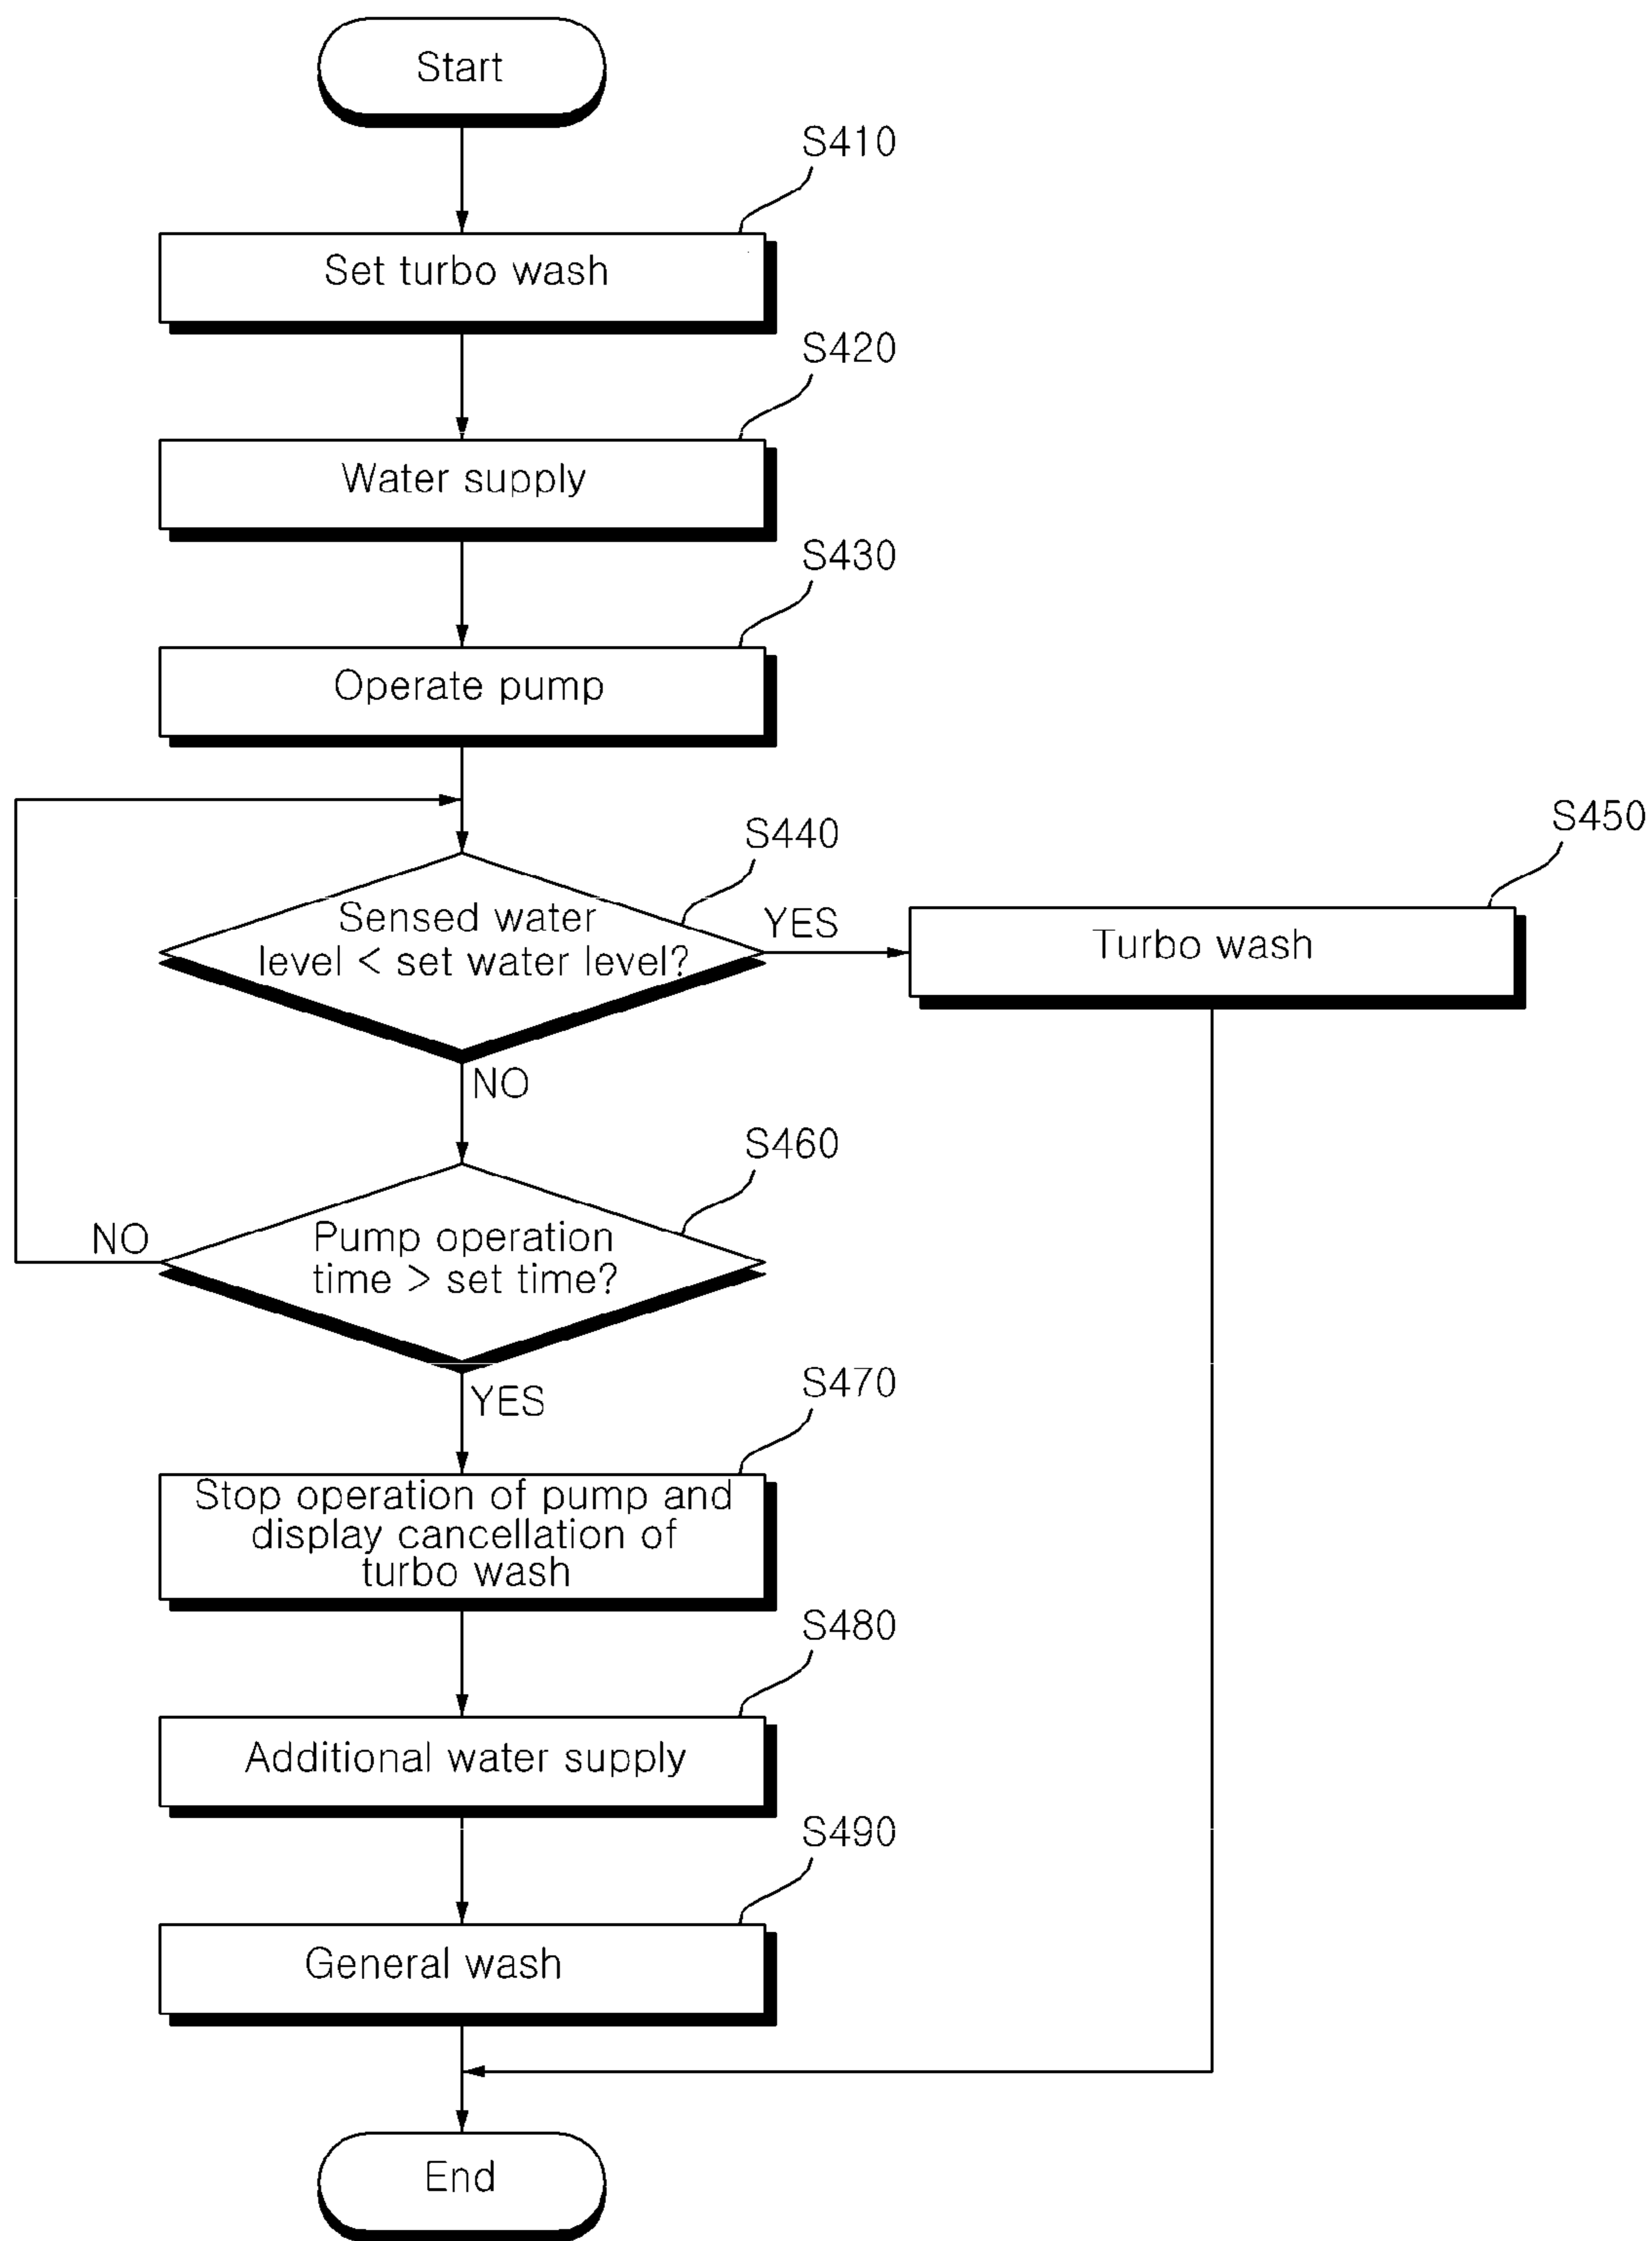 Start
S410
Set turbo wash
S420
Water supply
S430
Operate pump
S440
Sensed water
level < set water level?
YES
S450
Turbo wash
NO
S460
Pump operation
time > set time?
NO
YES
S470
Stop operation of pump and
display cancellation of
turbo wash
S480
Additional water supply
S490
General wash
End